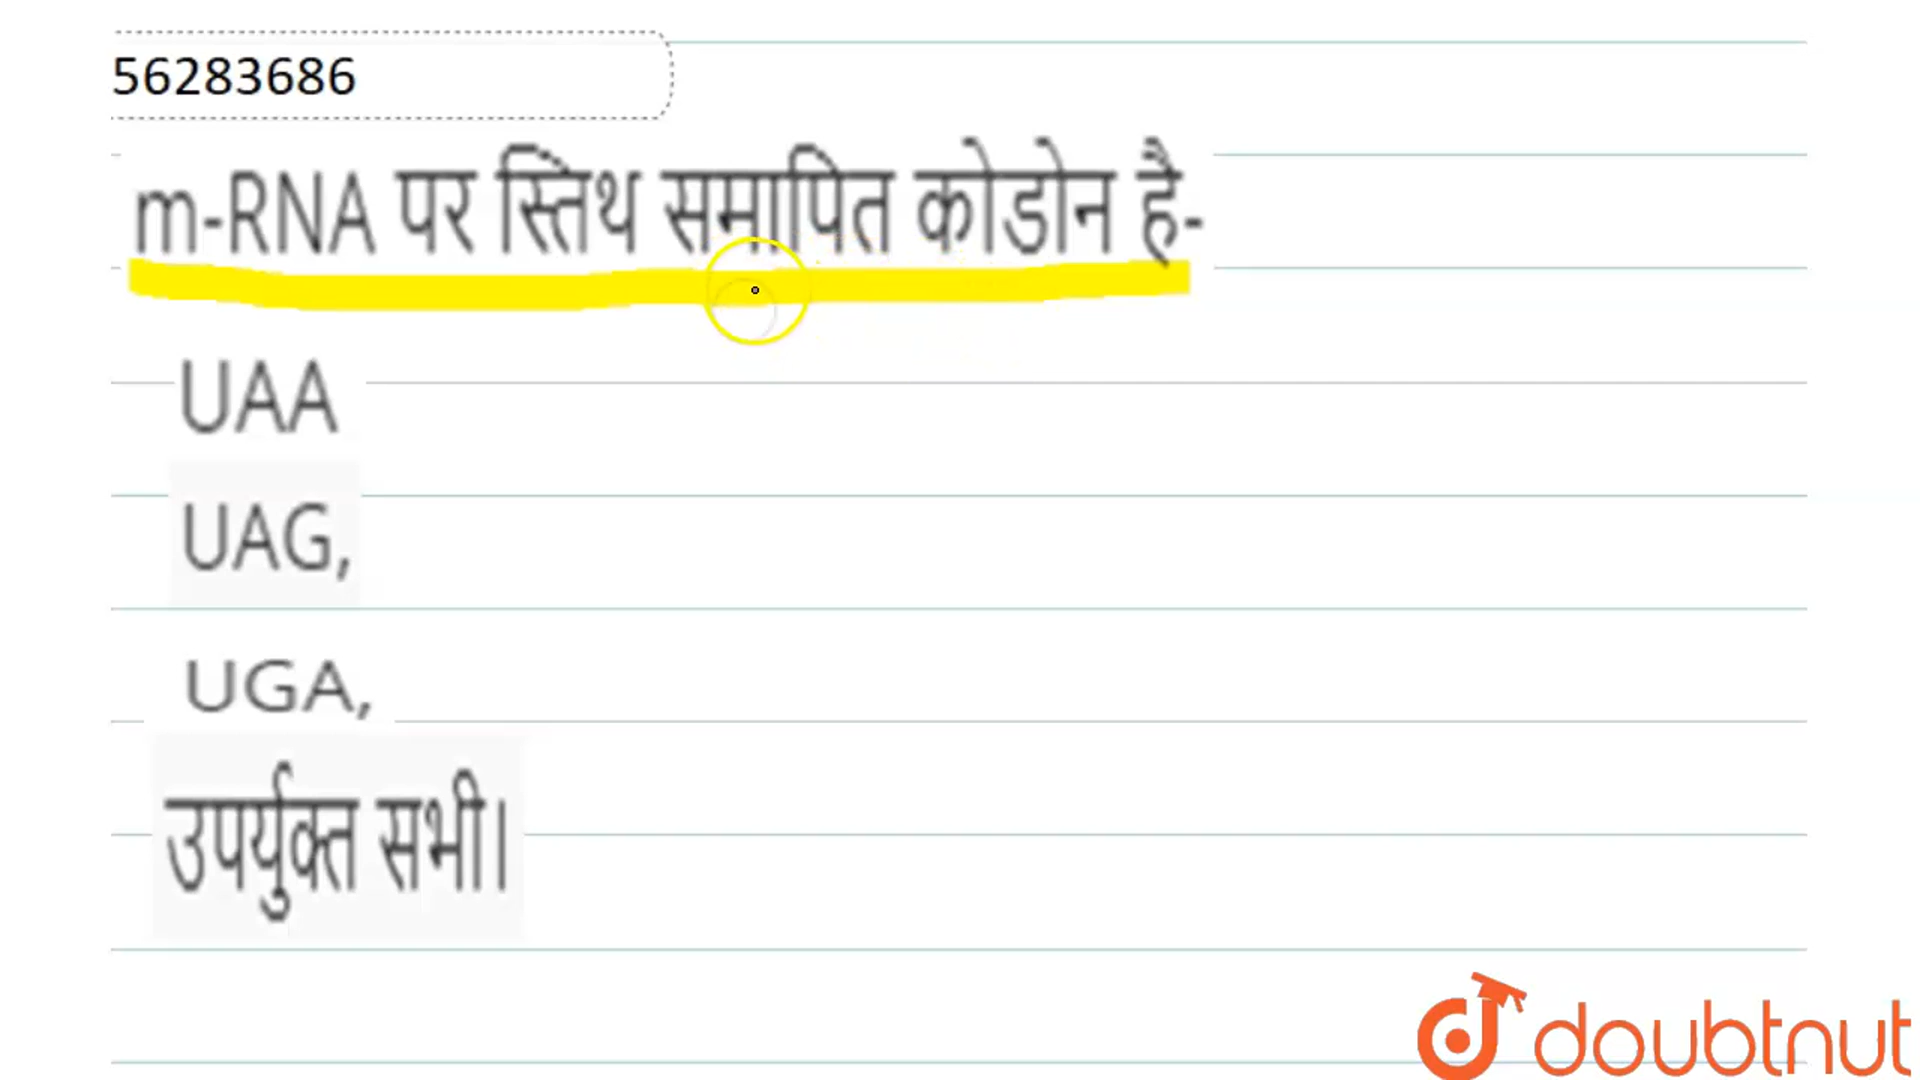 56283686
m-RNA पर स्तिथ समापित कोडोन है-
UAA
UAG,
UGA,
उपर्युक्त सभी।
doubtnut